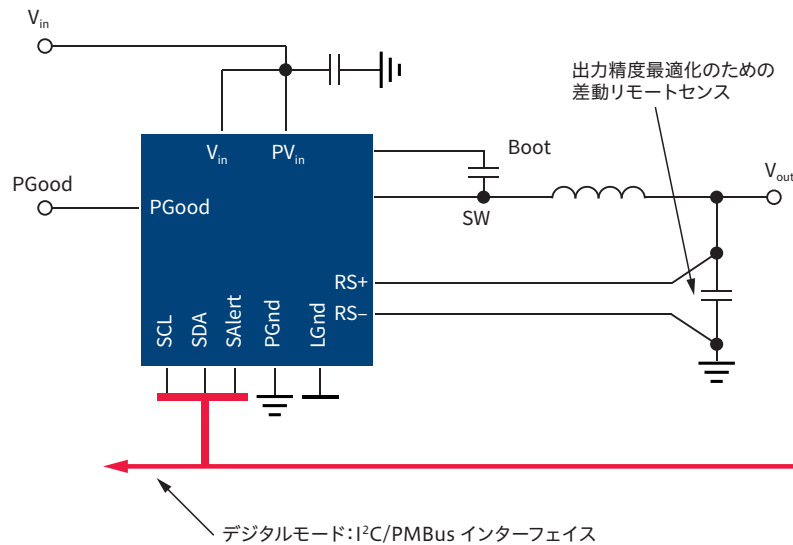 Vin
出力精度最適化のための
差動リモートセンス
Vin
PVin
Boot
Vout
PGood
PGood
SW
RS+
RS–
SCL
SDA
SAlert
PGnd
LGnd
デジタルモード：I²C/PMBus インターフェイス